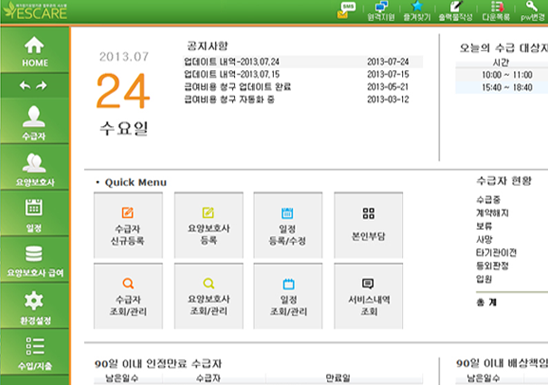 YESCARE
SMS
원격지원
즐겨찾기
출력물작성
다운목록
pw변경
HOME
수급자
요양보호사
일정
요양보호사 급여
환경설정
수입/지출
2013.07
24
수요일
공지사항
업데이트 내역-2013.07.24 2013-07-24
업데이트 내역-2013.07.15 2013-07-15
급여비용 청구 업데이트 완료 2013-05-21
급여비용 청구 자동화 중 2013-03-12
오늘의 수급 대상자
시간
10:00 ~ 11:00
15:40 ~ 18:40
• Quick Menu
수급자
신규등록
요양보호사
등록
일정
등록/수정
본인부담
수급자
조회/관리
요양보호사
조회/관리
일정
조회/관리
서비스내역
조회
수급자 현황
수급중
계약해지
보류
사망
타기관이전
등외판정
입원
총 계
90일 이내 인정만료 수급자
남은일수 수급자 만료일
90일 이내 배상책임
남은일수